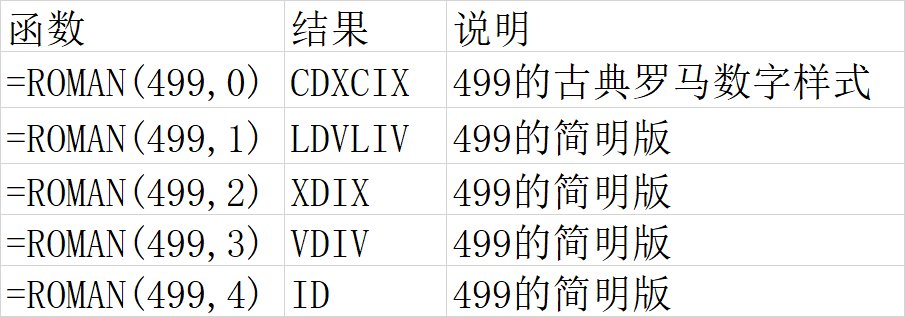 函数 结果 说明
=ROMAN(499,0) CDXCIX 499的古典罗马数字样式
=ROMAN(499,1) LDVLIV 499的简明版
=ROMAN(499,2) XDIX 499的简明版
=ROMAN(499,3) VDIV 499的简明版
=ROMAN(499,4) ID 499的简明版